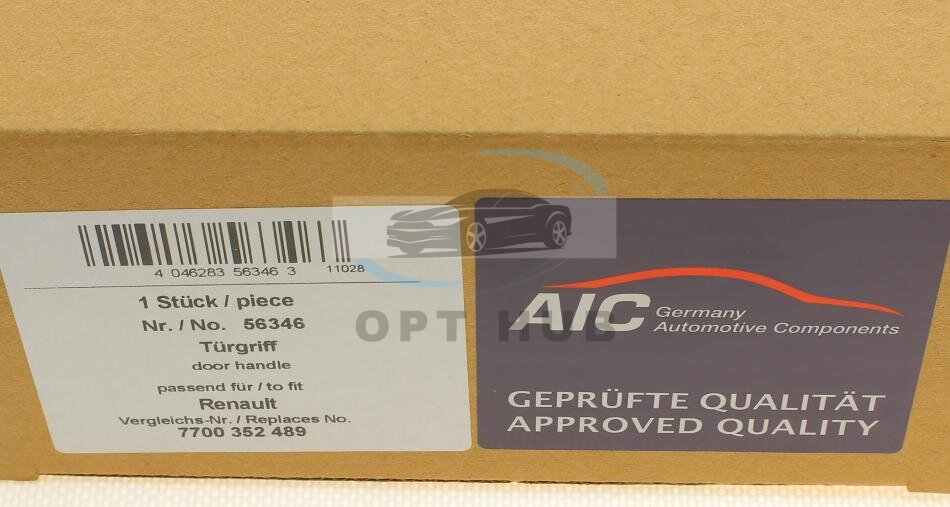 4 046283 56346 3 11028
1 Stück / piece
Nr. / No. 56346
Türgriff
door handle
passend für / to fit
Renault
Vergleichs-Nr. / Replaces No.
7700 352 489
OPT HUB
AIC Germany
Automotive Components
GEPRÜFTE QUALITÄT
APPROVED QUALITY